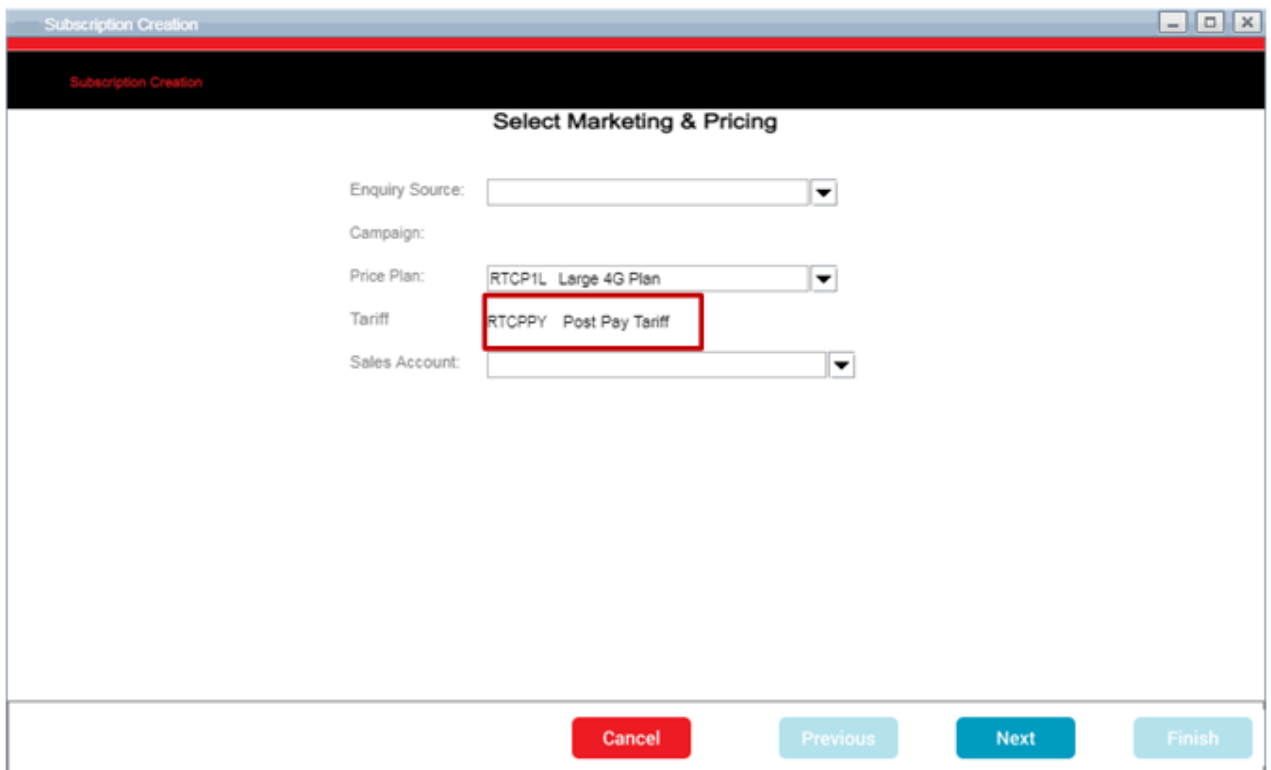 Subscription Creation
Subscription Creation
Select Marketing & Pricing
Enquiry Source:
Campaign:
Price Plan: RTCP1L Large 4G Plan
Tariff RTCPPY Post Pay Tariff
Sales Account:
Cancel Previous Next Finish